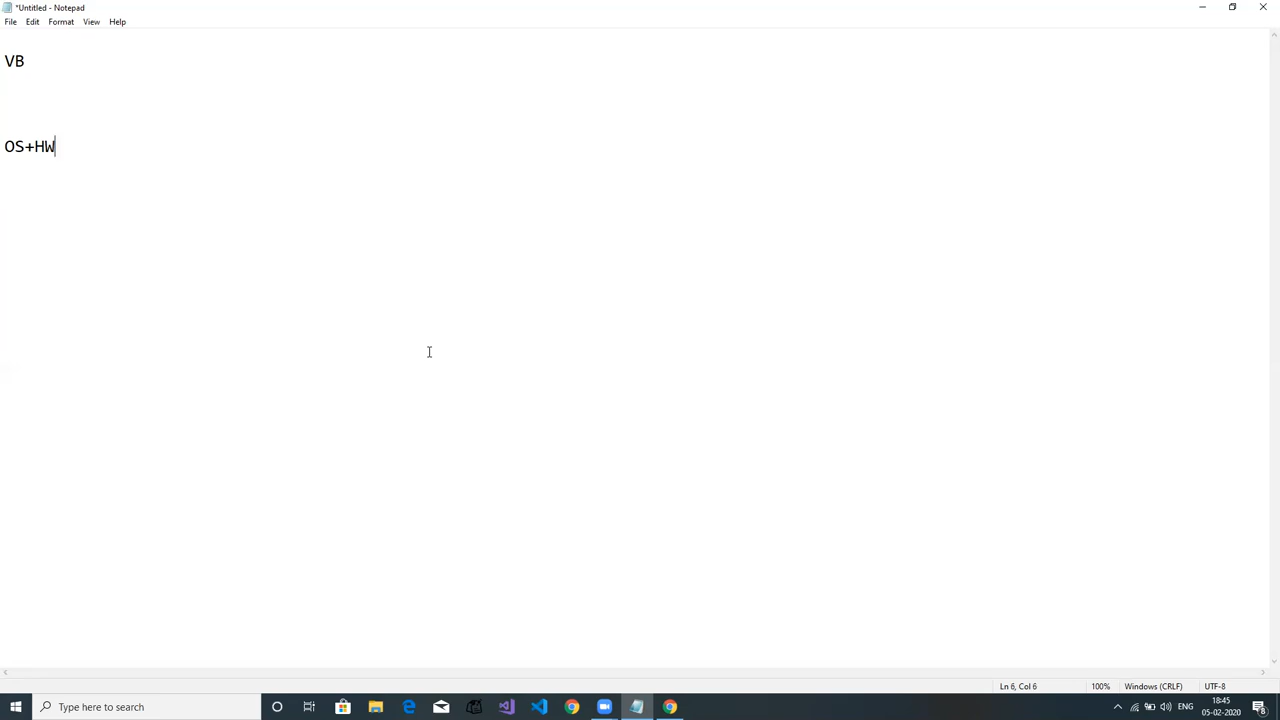 *Untitled - Notepad
File Edit Format View Help
VB
OS+HW
Ln 6, Col 6 100% Windows (CRLF) UTF-8
Type here to search
ENG
18:45
05-02-2020
8